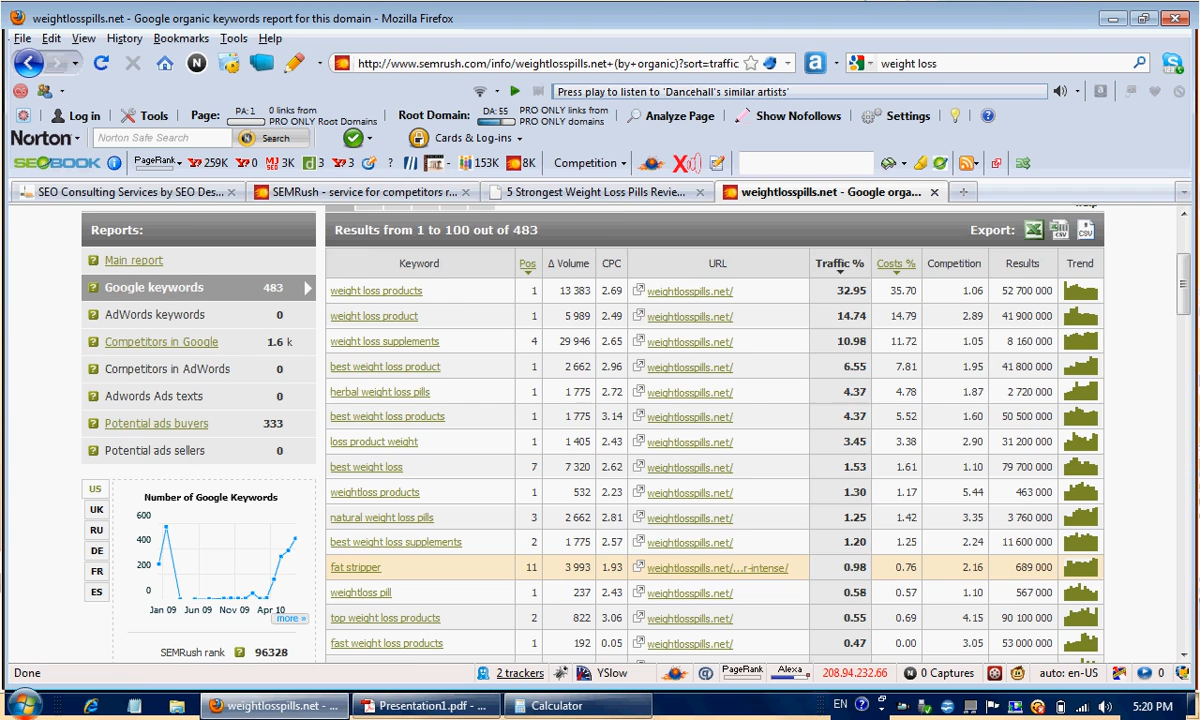 weightlosspills.net - Google organic keywords report for this domain - Mozilla Firefox
File Edit View History Bookmarks Tools Help
http://www.semrush.com/info/weightlosspills.net+(by+organic)?sort=traffic weight loss
Press play to listen to 'Dancehall's similar artists'
Log in Tools Page: PA: 1 0 links from PRO ONLY Root Domains Root Domain: DA: 55 PRO ONLY links from PRO ONLY domains Analyze Page Show Nofollows Settings
Norton Norton Safe Search Search Cards & Log-ins
SEOBOOK PageRank 259K 0 3K 3 3 ? 153K 8K Competition
SEO Consulting Services by SEO Des... SEMRush - service for competitors r... 5 Strongest Weight Loss Pills Revie... weightlosspills.net - Google orga...
Reports:
Main report
Google keywords 483
AdWords keywords 0
Competitors in Google 1.6 k
Competitors in AdWords 0
Adwords Ads texts 0
Potential ads buyers 333
Potential ads sellers 0
US
UK
RU
DE
FR
ES
Number of Google Keywords
600
400
200
0
Jan 09 Jun 09 Nov 09 Apr 10
more »
SEMRush rank 96328
Results from 1 to 100 out of 483 Export:
Keyword Pos Δ Volume CPC URL Traffic % Costs % Competition Results Trend
weight loss products 1 13 383 2.69 weightlosspills.net/ 32.95 35.70 1.06 52 700 000
weight loss product 1 5 989 2.49 weightlosspills.net/ 14.74 14.79 2.89 41 900 000
weight loss supplements 4 29 946 2.65 weightlosspills.net/ 10.98 11.72 1.05 8 160 000
best weight loss product 1 2 662 2.96 weightlosspills.net/ 6.55 7.81 1.95 41 800 000
herbal weight loss pills 1 1 775 2.72 weightlosspills.net/ 4.37 4.78 1.87 2 720 000
best weight loss products 1 1 775 3.14 weightlosspills.net/ 4.37 5.52 1.60 50 500 000
loss product weight 1 1 405 2.43 weightlosspills.net/ 3.45 3.38 2.90 31 200 000
best weight loss 7 7 320 2.62 weightlosspills.net/ 1.53 1.61 1.10 79 700 000
weightloss products 1 532 2.23 weightlosspills.net/ 1.30 1.17 5.44 463 000
natural weight loss pills 3 2 662 2.81 weightlosspills.net/ 1.25 1.42 3.35 3 760 000
best weight loss supplements 2 1 775 2.57 weightlosspills.net/ 1.20 1.25 2.24 11 600 000
fat stripper 11 3 993 1.93 weightlosspills.net/...r-intense/ 0.98 0.76 2.16 689 000
weightloss pill 1 237 2.43 weightlosspills.net/ 0.58 0.57 1.10 567 000
top weight loss products 2 822 3.06 weightlosspills.net/ 0.55 0.69 4.15 90 100 000
fast weight loss products 1 192 0.05 weightlosspills.net/ 0.47 0.00 3.05 53 000 000
Done 2 trackers YSlow PageRank Alexa 208.94.232.66 0 Captures auto: en-US 0
weightlosspills.net - ... Presentation1.pdf - ... Calculator EN 5:20 PM